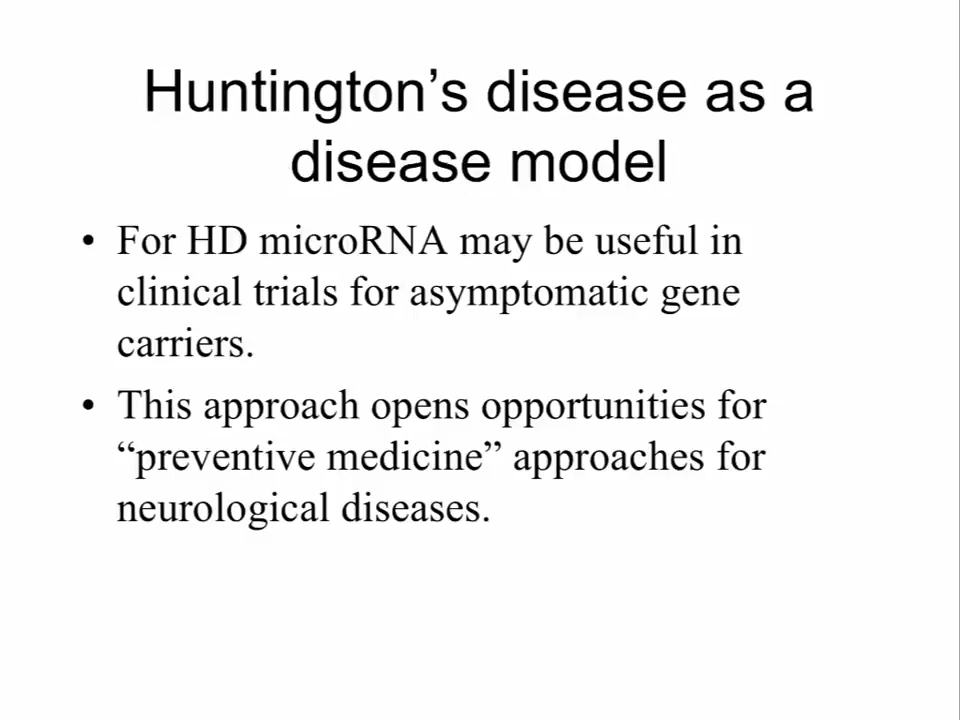 Huntington’s disease as a
disease model
• For HD microRNA may be useful in
clinical trials for asymptomatic gene
carriers.
• This approach opens opportunities for
“preventive medicine” approaches for
neurological diseases.